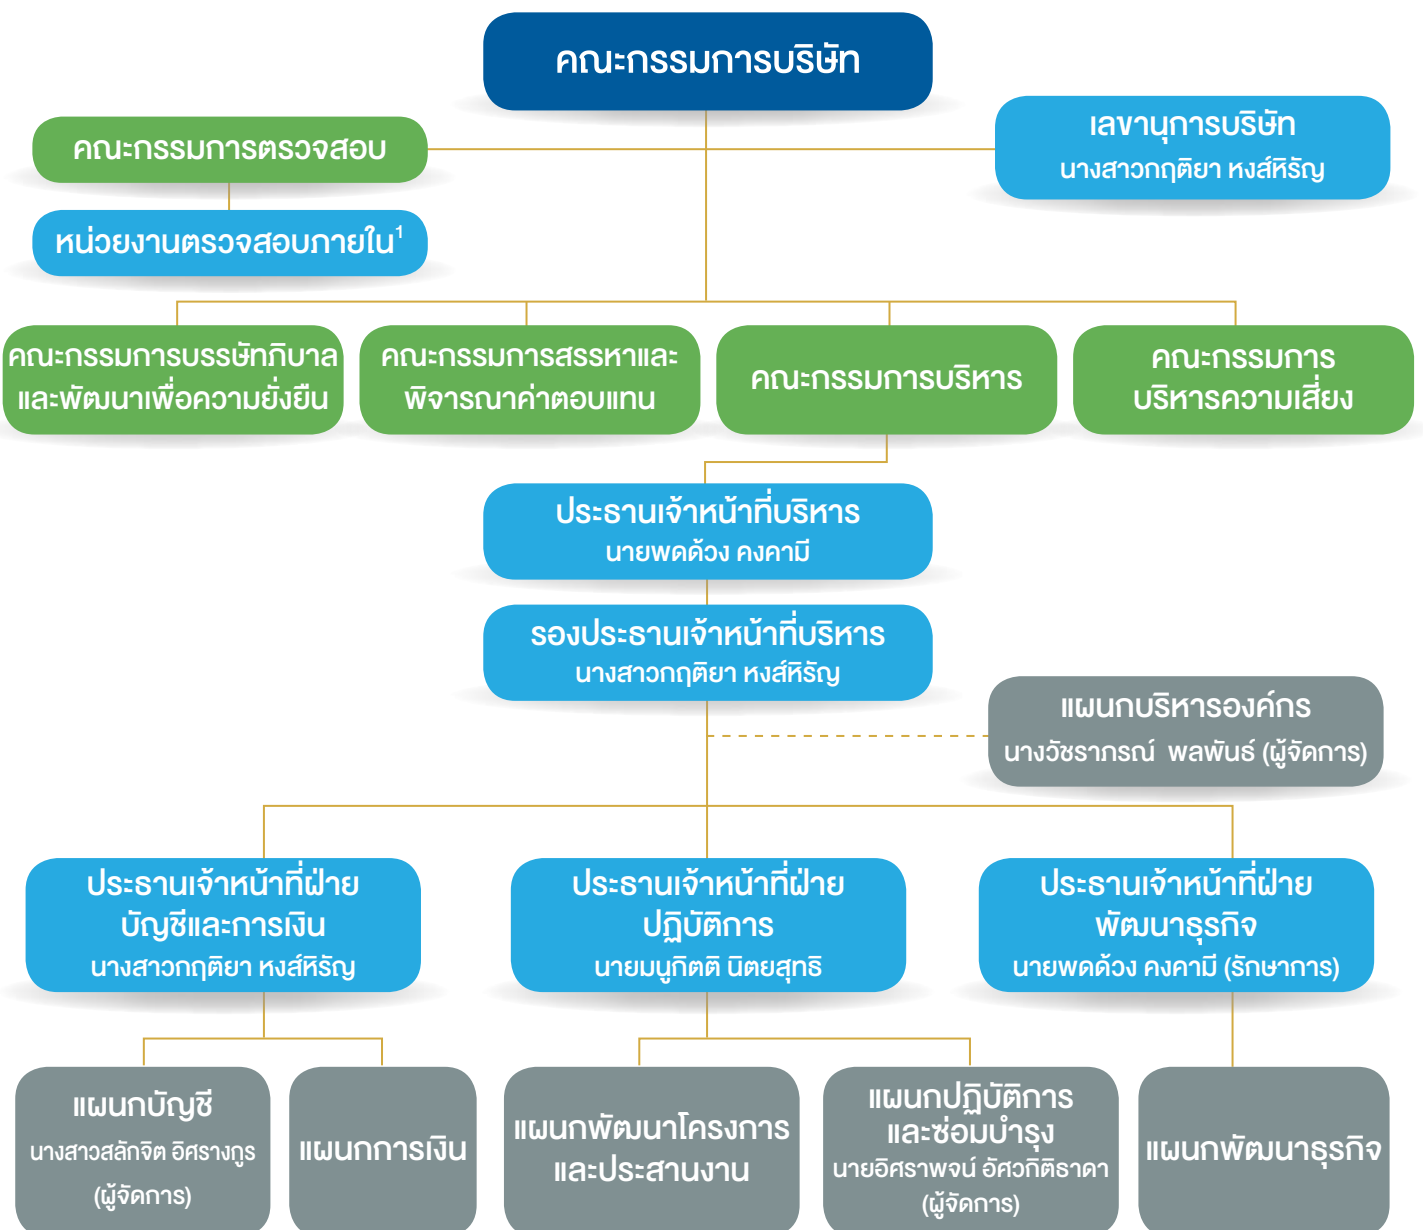 คณะกรรมการบริษัท
คณะกรรมการตรวจสอบ
เลขานุการบริษัท
นางสาวกฤติยา หงส์หิรัญ
หน่วยงานตรวจสอบภายใน¹
คณะกรรมการบรรษัทภิบาล
และพัฒนาเพื่อความยั่งยืน
คณะกรรมการสรรหาและ
พิจารณาค่าตอบแทน
คณะกรรมการบริหาร
คณะกรรมการ
บริหารความเสี่ยง
ประธานเจ้าหน้าที่บริหาร
นายพดด้วง คงคามี
รองประธานเจ้าหน้าที่บริหาร
นางสาวกฤติยา หงส์หิรัญ
แผนกบริหารองค์กร
นางวัชราภรณ์ พลพันธ์ (ผู้จัดการ)
ประธานเจ้าหน้าที่ฝ่าย
บัญชีและการเงิน
นางสาวกฤติยา หงส์หิรัญ
ประธานเจ้าหน้าที่ฝ่าย
ปฏิบัติการ
นายมนูกิตติ นิตยสุทธิ
ประธานเจ้าหน้าที่ฝ่าย
พัฒนาธุรกิจ
นายพดด้วง คงคามี (รักษาการ)
แผนกบัญชี
นางสาวสลักจิต อิศรางกูร
(ผู้จัดการ)
แผนกการเงิน
แผนกพัฒนาโครงการ
และประสานงาน
แผนกปฏิบัติการ
และซ่อมบำรุง
นายอิศราพจน์ อัศวกิติธาดา
(ผู้จัดการ)
แผนกพัฒนาธุรกิจ